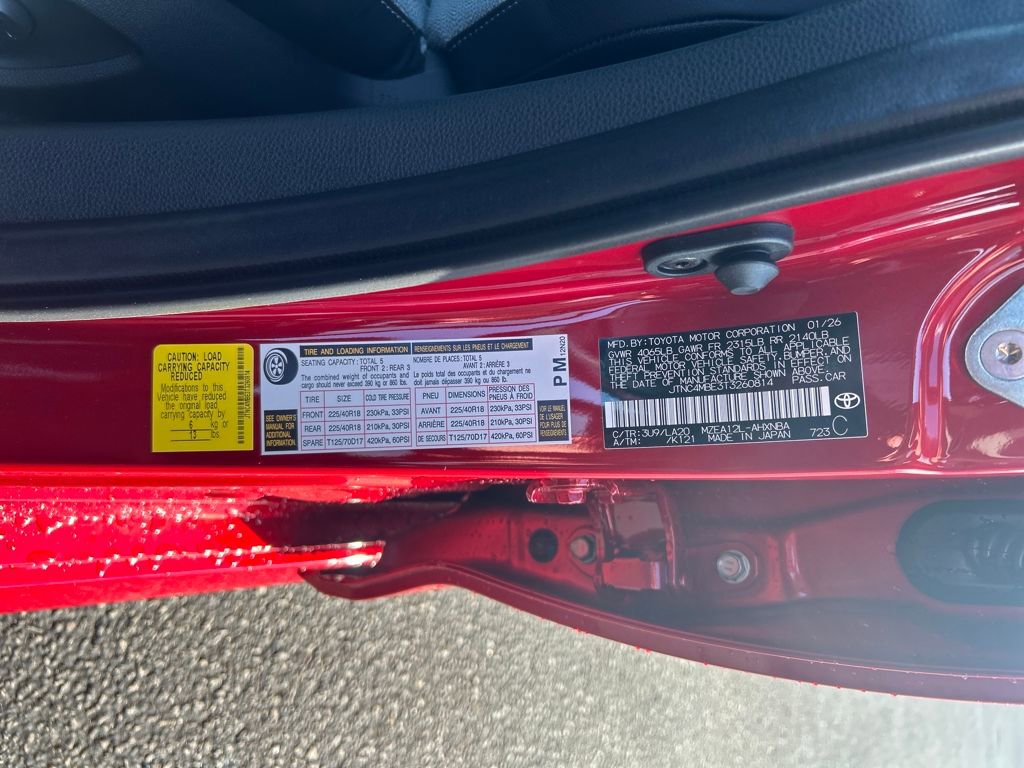 CAUTION: LOAD
CARRYING CAPACITY
REDUCED
Modifications to this
Vehicle have reduced
the original load
carrying capacity by
6 kg or
13 lbs
TIRE AND LOADING INFORMATION
SEATING CAPACITY: TOTAL 5
FRONT 2 : REAR 3
The combined weight of occupants and
cargo should never exceed 390 kg or 860 lb.
RENSEIGNEMENTS SUR LE PNEU ET LE CHARGEMENT
NOMBRE DE PLACES: TOTAL 5
AVANT 2 : ARRIÈRE 3
Le poids total des occupants et du chargement ne
doit jamais dépasser 390 kg ou 860 lb.
SEE OWNER'S
MANUAL FOR
ADDITIONAL
INFORMATION
TIRE SIZE COLD TIRE PRESSURE
FRONT 225/40R18 230kPa, 33PSI
REAR 225/40R18 210kPa, 30PSI
SPARE T125/70D17 420kPa, 60PSI
PNEU DIMENSIONS PRESSION DES PNEUS À FROID
AVANT 225/40R18 230kPa, 33PSI
ARRIÈRE 225/40R18 210kPa, 30PSI
DE SECOURS T125/70D17 420kPa, 60PSI
VOIR LE MANUEL
DE L'USAGER
POUR PLUS DE
RENSEIGNEMENTS
PM
12N20
MFD.BY:TOYOTA MOTOR CORPORATION 01/26
GVWR 4065LB GAWR FR 2315LB RR 2140LB
THIS VEHICLE CONFORMS TO ALL APPLICABLE
FEDERAL MOTOR VEHICLE SAFETY, BUMPER, AND
THEFT PREVENTION STANDARDS IN EFFECT ON
THE DATE OF MANUFACTURE SHOWN ABOVE.
JTNC4MBE3T3260814 PASS.CAR
C/TR:3U9/LA20 MZEA12L-AHXNBA
A/TM: /K121 MADE IN JAPAN 723 C
TOYOTA